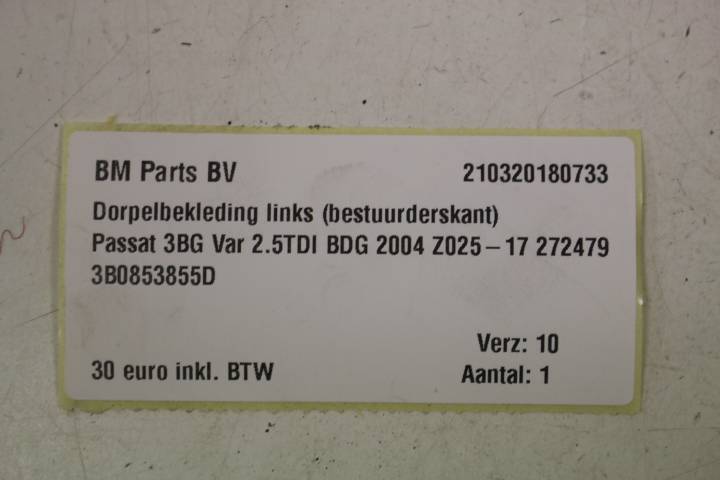 BM Parts BV 210320180733
Dorpelbekleding links (bestuurderskant)
Passat 3BG Var 2.5TDI BDG 2004 Z025-17 272479
3B0853855D
Verz: 10
30 euro inkl. BTW Aantal: 1